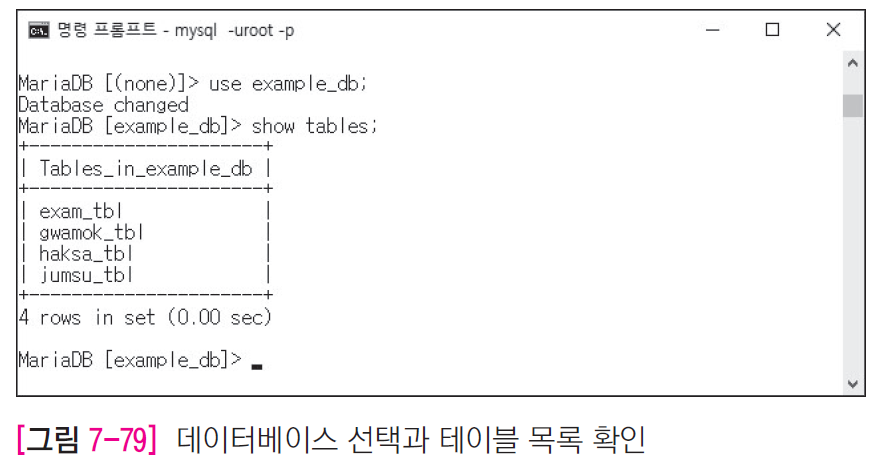 명령 프롬프트 - mysql -uroot -p
MariaDB [(none)]> use example_db;
Database changed
MariaDB [example_db]> show tables;
+----------------------+
| Tables_in_example_db |
+----------------------+
| exam_tbl             |
| gwamok_tbl           |
| haksa_tbl            |
| jumsu_tbl            |
+----------------------+
4 rows in set (0.00 sec)
MariaDB [example_db]> _
[그림 7-79] 데이터베이스 선택과 테이블 목록 확인